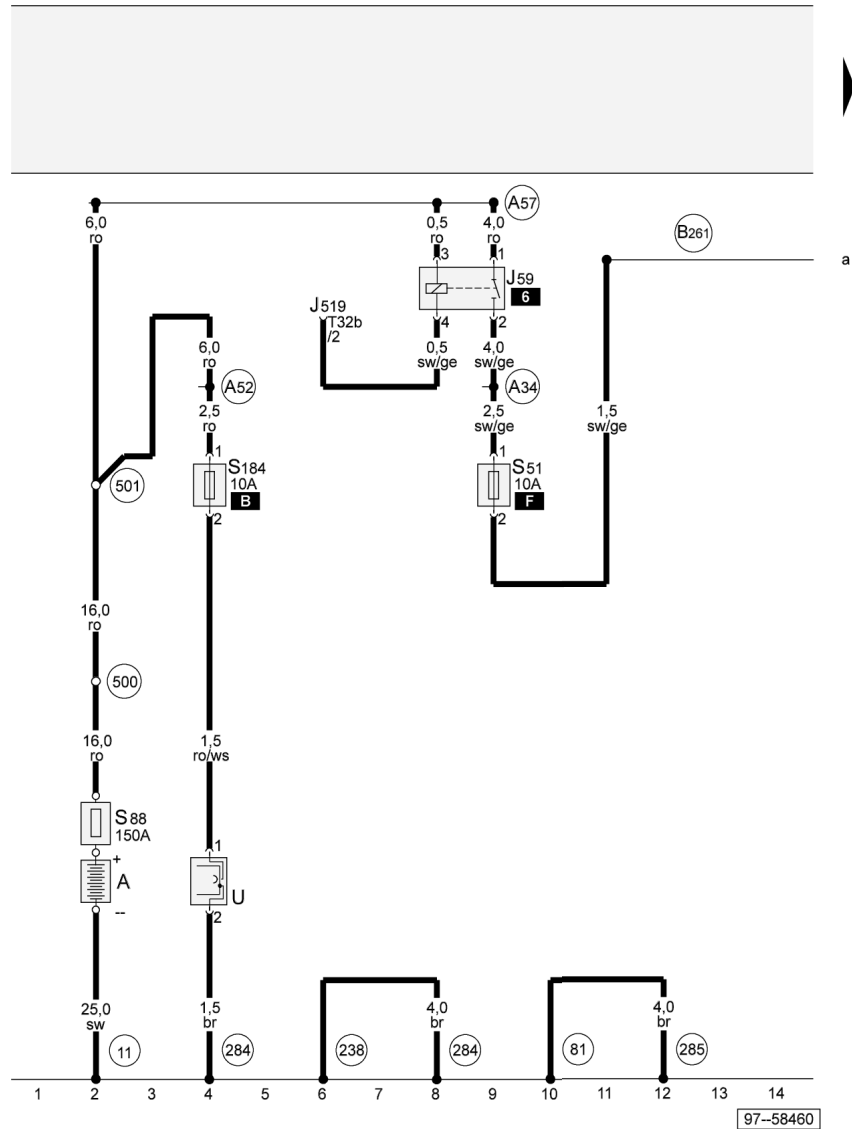 A57
6,0
ro
0,5
ro
4,0
ro
B261
a
3
1
J59
6
J519
T32b
/2
4
2
6,0
ro
0,5
sw/ge
4,0
sw/ge
A52
A34
2,5
ro
2,5
sw/ge
1,5
sw/ge
1
S184
10A
B
2
1
S51
10A
F
2
501
16,0
ro
500
16,0
ro
1,5
ro/ws
S88
150A
+
A
--
1
U
2
25,0
sw
1,5
br
4,0
br
4,0
br
11
284
238
284
81
285
1 2 3 4 5 6 7 8 9 10 11 12 13 14
97--58460